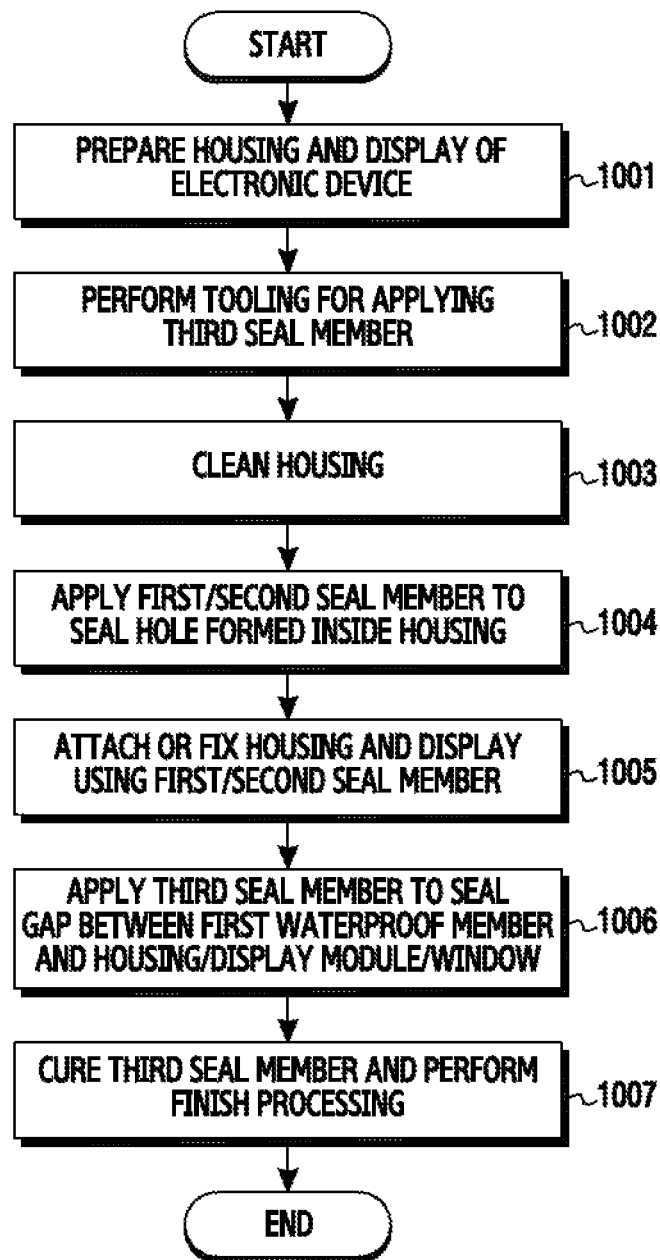 START
PREPARE HOUSING AND DISPLAY OF
ELECTRONIC DEVICE
1001
PERFORM TOOLING FOR APPLYING
THIRD SEAL MEMBER
1002
CLEAN HOUSING
1003
APPLY FIRST/SECOND SEAL MEMBER TO
SEAL HOLE FORMED INSIDE HOUSING
1004
ATTACH OR FIX HOUSING AND DISPLAY
USING FIRST/SECOND SEAL MEMBER
1005
APPLY THIRD SEAL MEMBER TO SEAL
GAP BETWEEN FIRST WATERPROOF MEMBER
AND HOUSING/DISPLAY MODULE/WINDOW
1006
CURE THIRD SEAL MEMBER AND PERFORM
FINISH PROCESSING
1007
END